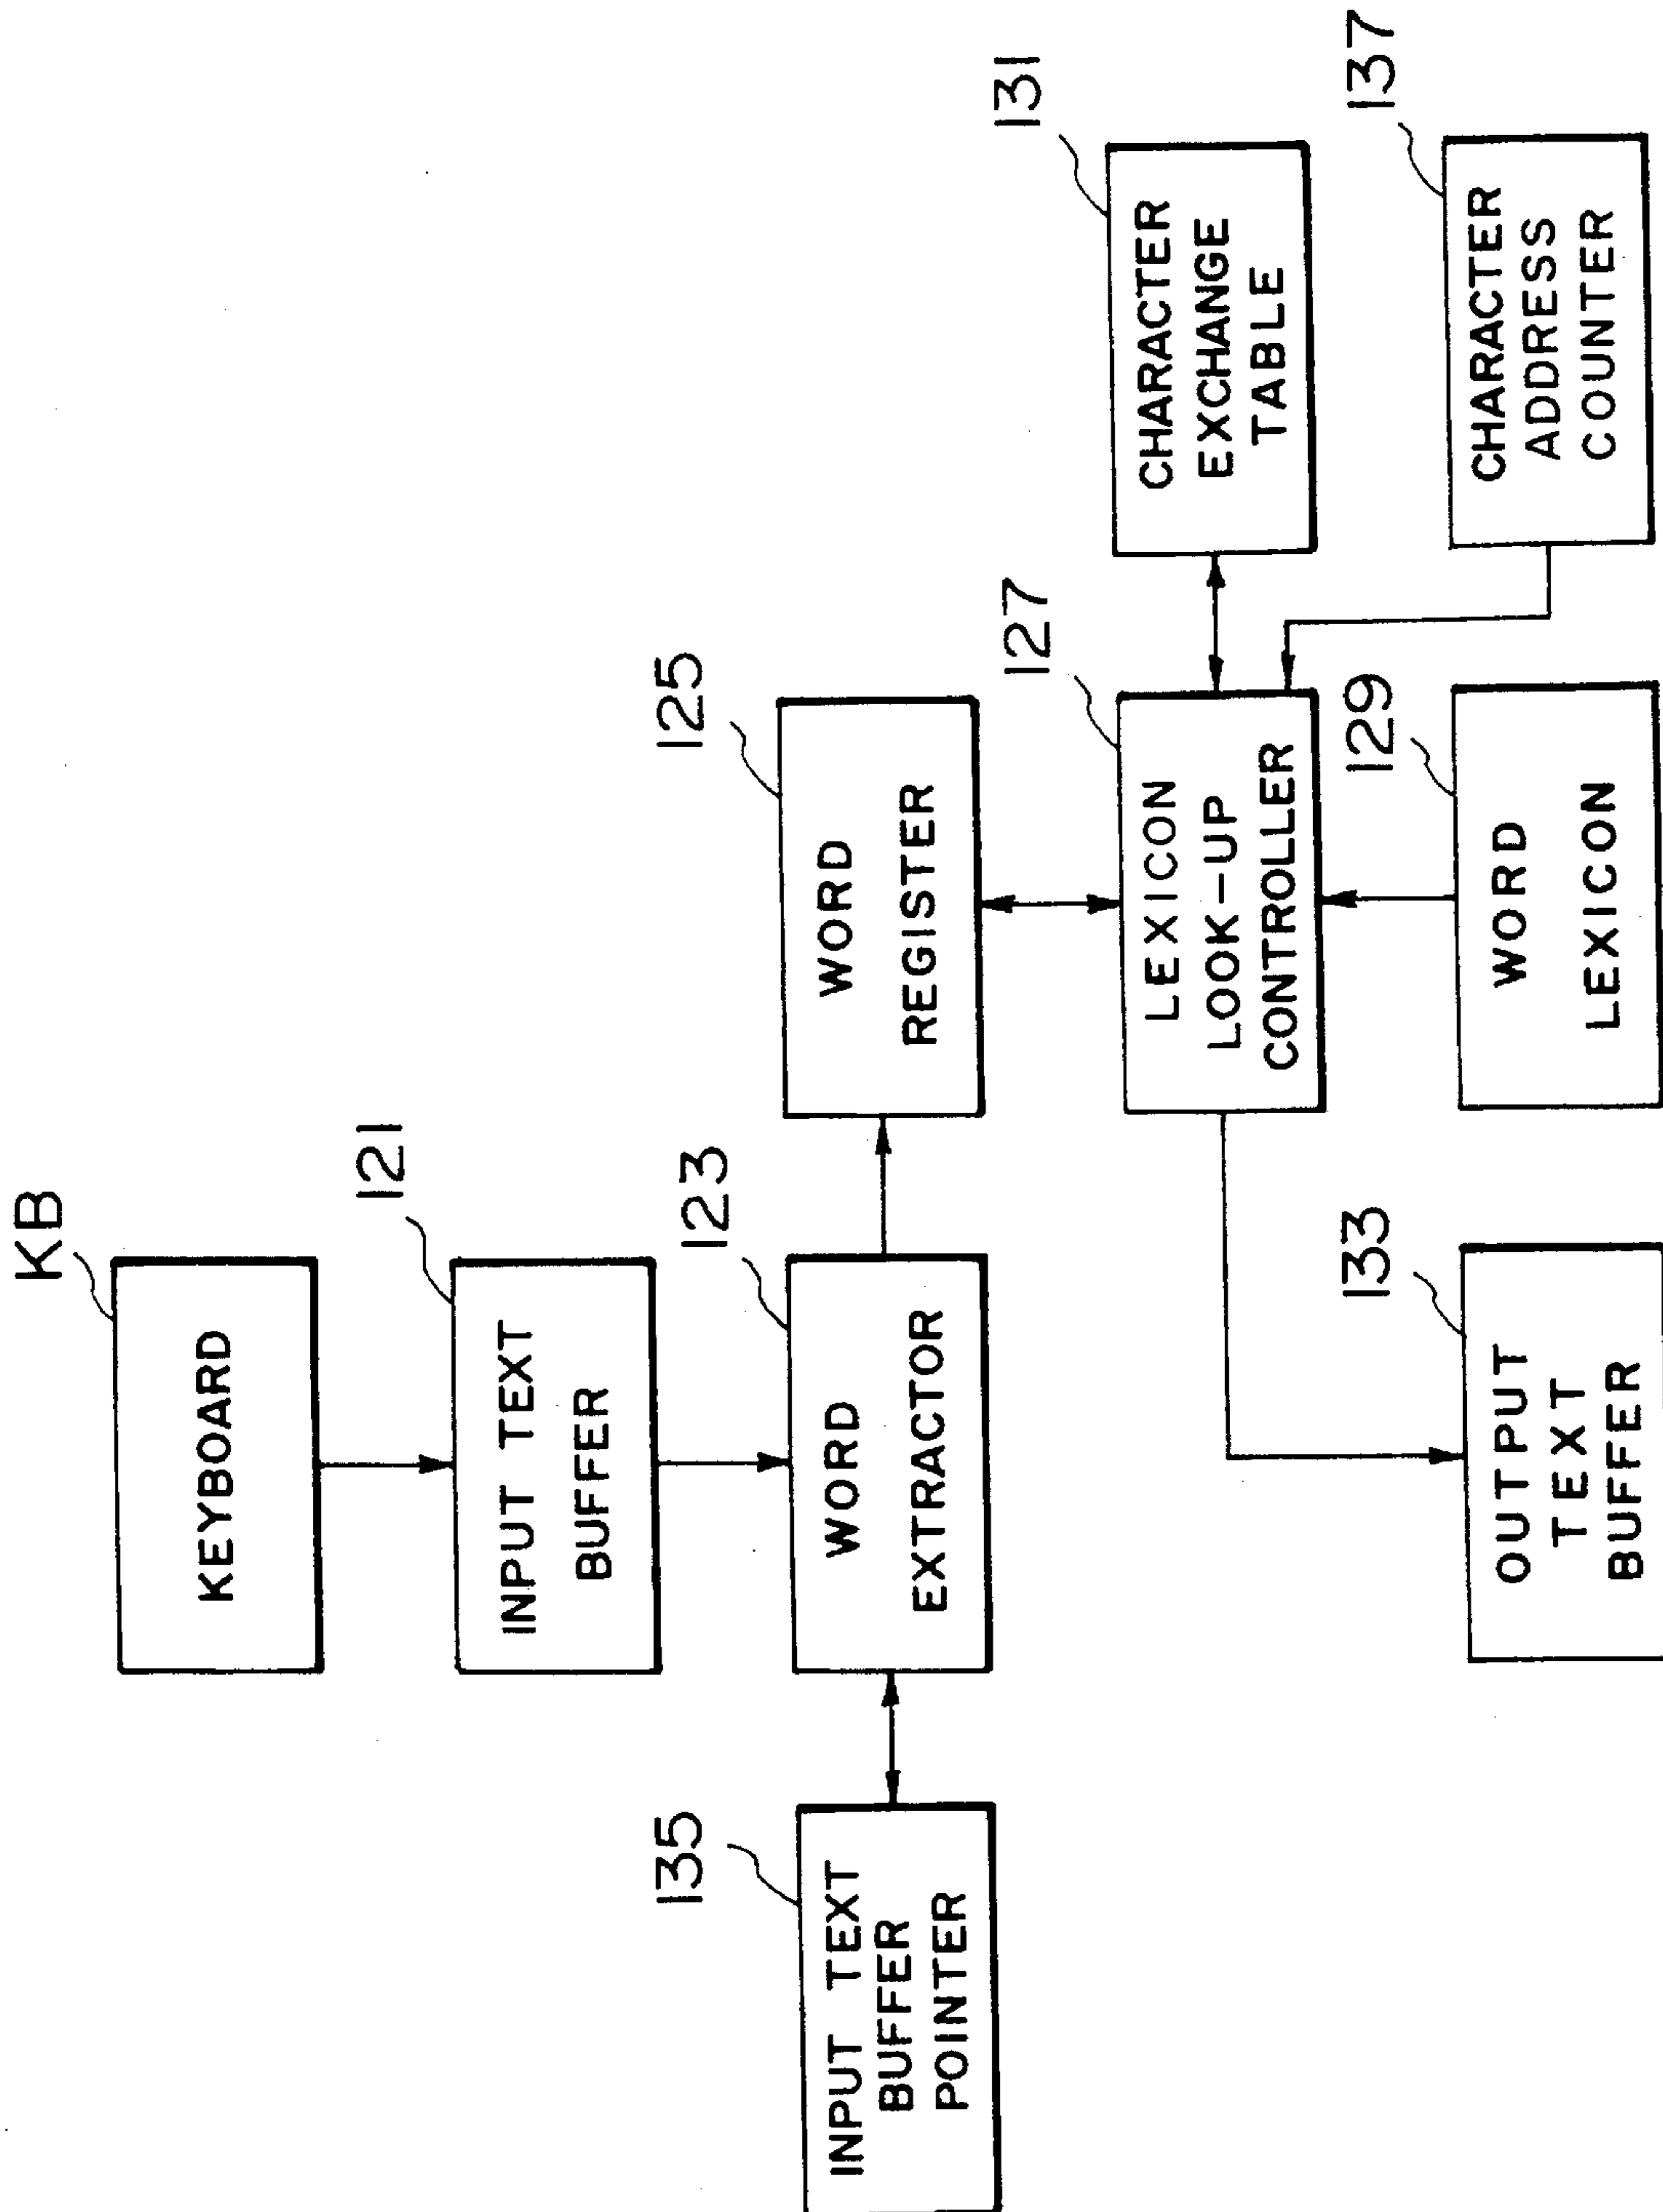 KB
KEYBOARD
121
INPUT TEXT
BUFFER
123
WORD
EXTRACTOR
135
INPUT TEXT
BUFFER
POINTER
125
WORD
REGISTER
127
LEXICON
LOOK-UP
CONTROLLER
131
CHARACTER
EXCHANGE
TABLE
137
CHARACTER
ADDRESS
COUNTER
129
WORD
LEXICON
133
OUTPUT
TEXT
BUFFER